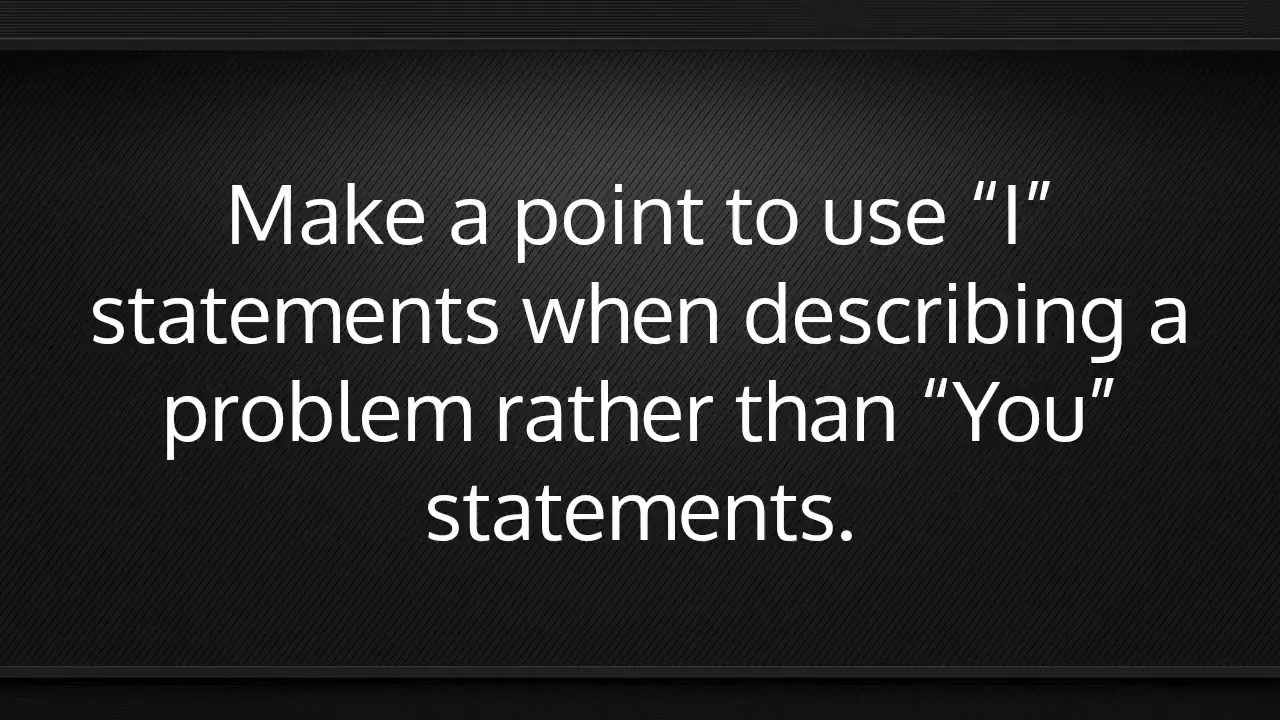 Make a point to use “I”
statements when describing a
problem rather than “You”
statements.